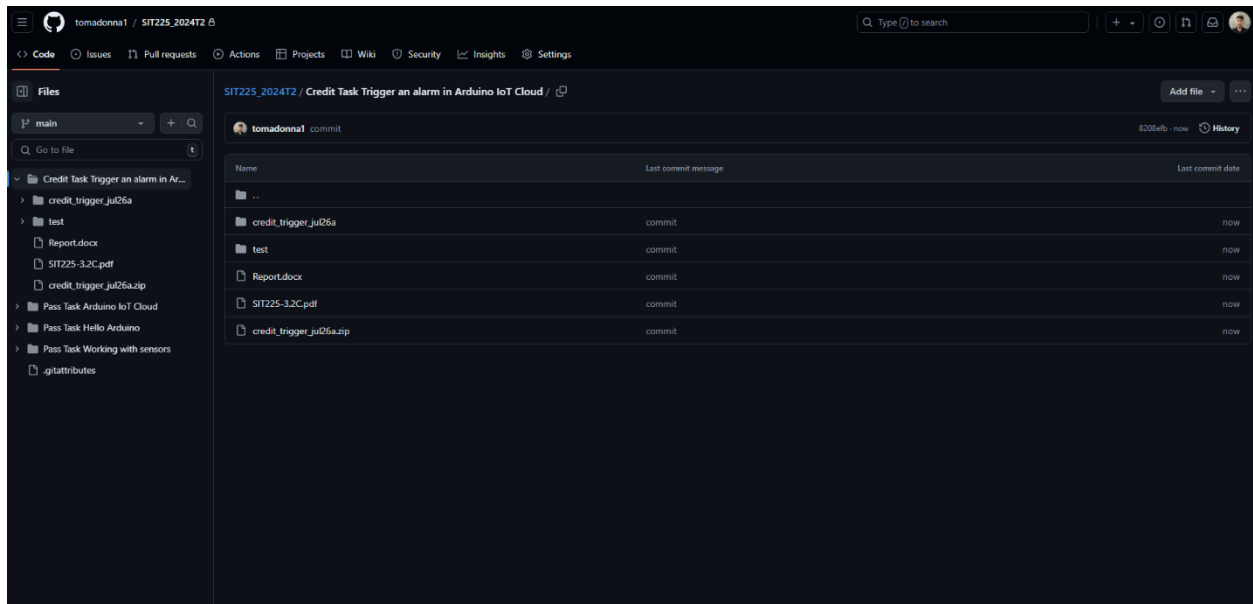 tomadonna1 / SIT225_2024T2
Type / to search
Code Issues Pull requests Actions Projects Wiki Security Insights Settings
Files
main
Go to file t
Credit Task Trigger an alarm in Ar...
credit_trigger_jul26a
test
Report.docx
SIT225-3.2C.pdf
credit_trigger_jul26a.zip
Pass Task Arduino IoT Cloud
Pass Task Hello Arduino
Pass Task Working with sensors
.gitattributes
SIT225_2024T2 / Credit Task Trigger an alarm in Arduino IoT Cloud /
Add file
tomadonna1 commit
8208efb · now History
Name Last commit message Last commit date
..
credit_trigger_jul26a commit now
test commit now
Report.docx commit now
SIT225-3.2C.pdf commit now
credit_trigger_jul26a.zip commit now